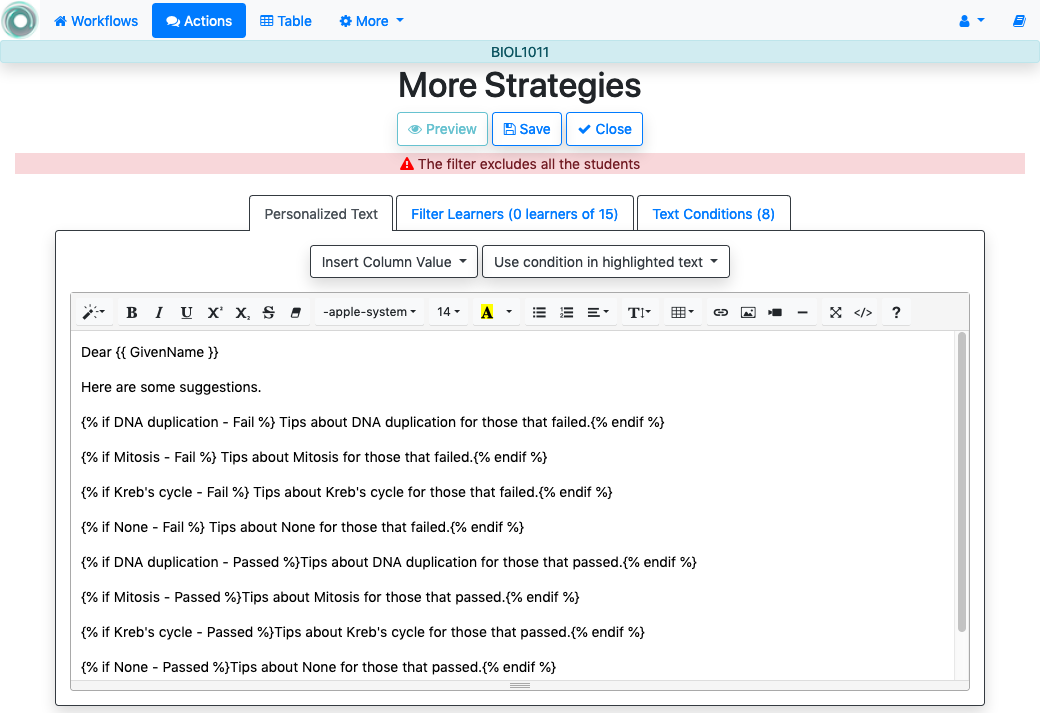 Workflows Actions Table More
BIOL1011
More Strategies
Preview Save Close
The filter excludes all the students
Personalized Text Filter Learners (0 learners of 15) Text Conditions (8)
Insert Column Value Use condition in highlighted text
B I U X² X₂ S -apple-system 14 A T </> ?
Dear {{ GivenName }}
Here are some suggestions.
{% if DNA duplication - Fail %} Tips about DNA duplication for those that failed.{% endif %}
{% if Mitosis - Fail %} Tips about Mitosis for those that failed.{% endif %}
{% if Kreb's cycle - Fail %} Tips about Kreb's cycle for those that failed.{% endif %}
{% if None - Fail %} Tips about None for those that failed.{% endif %}
{% if DNA duplication - Passed %}Tips about DNA duplication for those that passed.{% endif %}
{% if Mitosis - Passed %}Tips about Mitosis for those that passed.{% endif %}
{% if Kreb's cycle - Passed %}Tips about Kreb's cycle for those that passed.{% endif %}
{% if None - Passed %}Tips about None for those that passed.{% endif %}